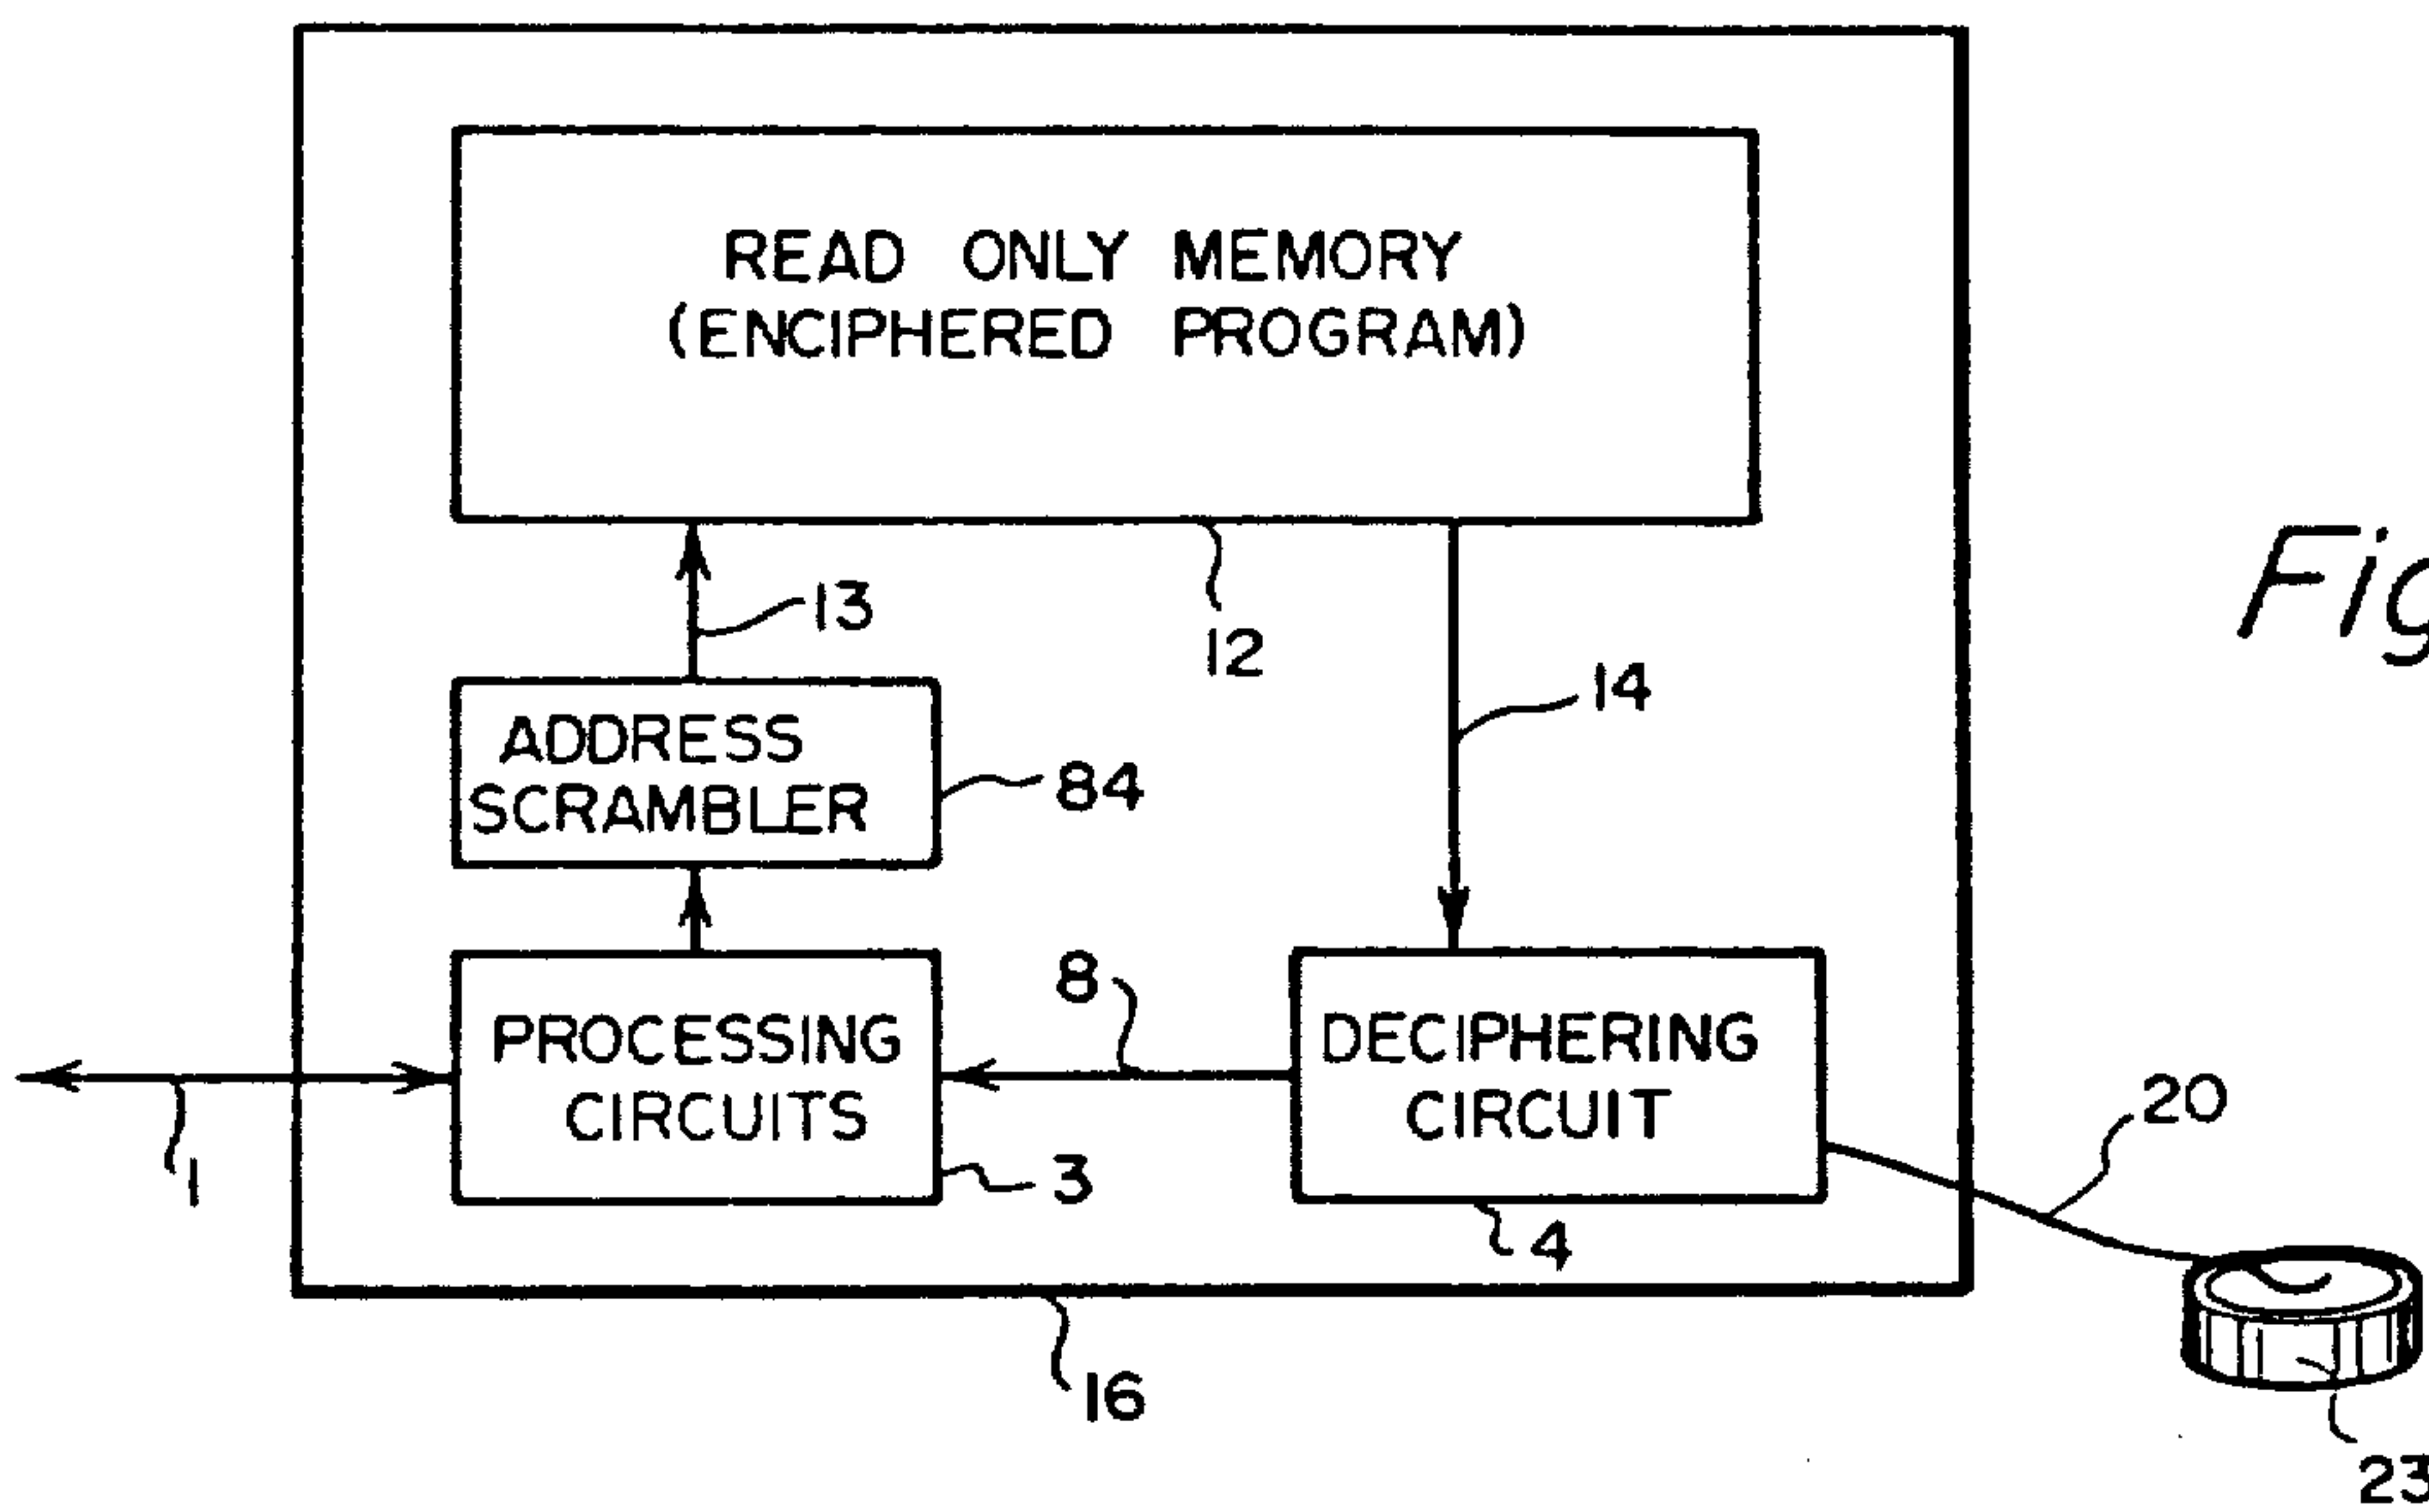 READ ONLY MEMORY
(ENCIPHERED PROGRAM)
13
12
14
Fig
ADDRESS
SCRAMBLER
84
8
PROCESSING
CIRCUITS
DECIPHERING
CIRCUIT
20
1
3
4
16
23